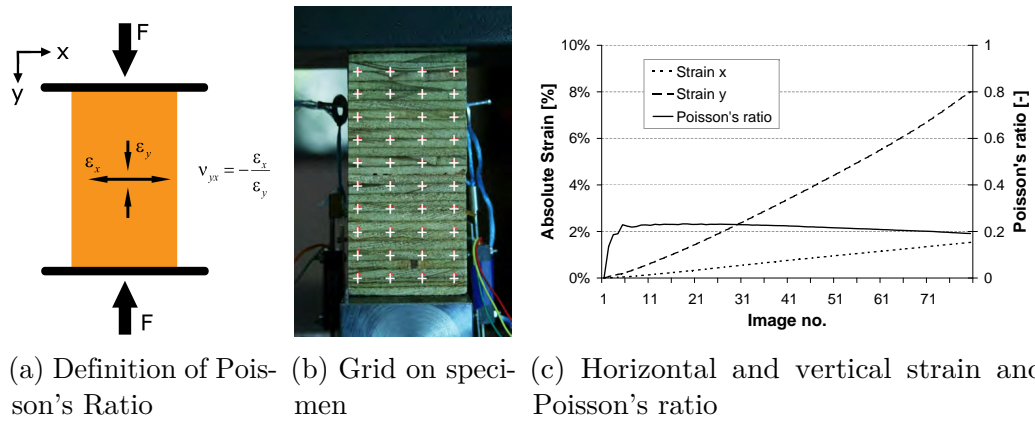 F
x
y
ε_y
ε_x
ν_yx = − ε_x / ε_y
F
10%
8%
6%
4%
2%
0%
Absolute Strain [%]
Strain x
Strain y
Poisson's ratio
1
0.8
0.6
0.4
0.2
0
Poisson's ratio [-]
1 11 21 31 41 51 61 71
Image no.
(a) Definition of Pois- (b) Grid on speci- (c) Horizontal and vertical strain and
son's Ratio men Poisson's ratio